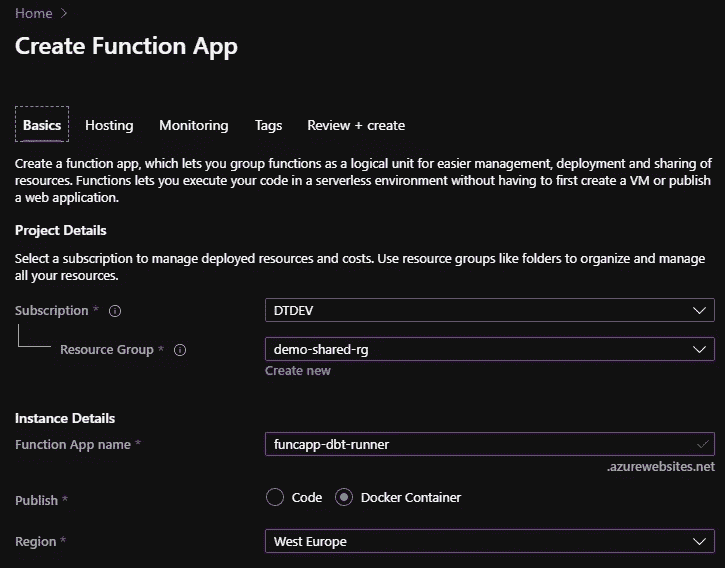 Home >
Create Function App
Basics Hosting Monitoring Tags Review + create
Create a function app, which lets you group functions as a logical unit for easier management, deployment and sharing of
resources. Functions lets you execute your code in a serverless environment without having to first create a VM or publish
a web application.
Project Details
Select a subscription to manage deployed resources and costs. Use resource groups like folders to organize and manage
all your resources.
Subscription * DTDEV
Resource Group * demo-shared-rg
Create new
Instance Details
Function App name * funcapp-dbt-runner
.azurewebsites.net
Publish * Code Docker Container
Region * West Europe